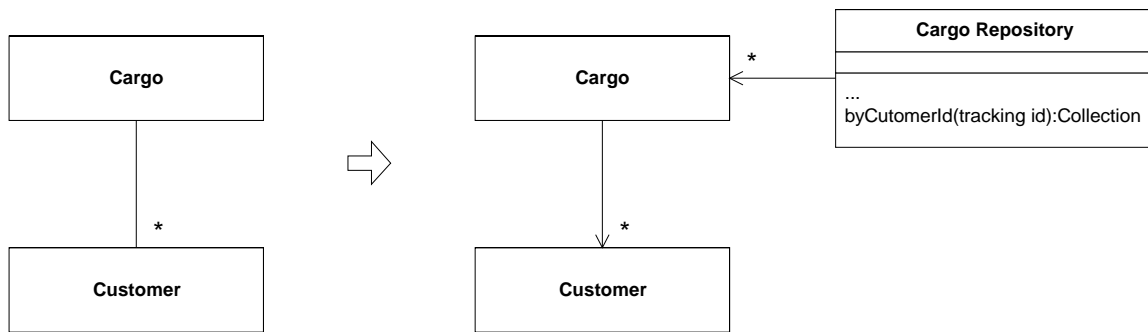 Cargo
*
Customer
Cargo
*
*
Customer
Cargo Repository
...
byCutomerId(tracking id):Collection